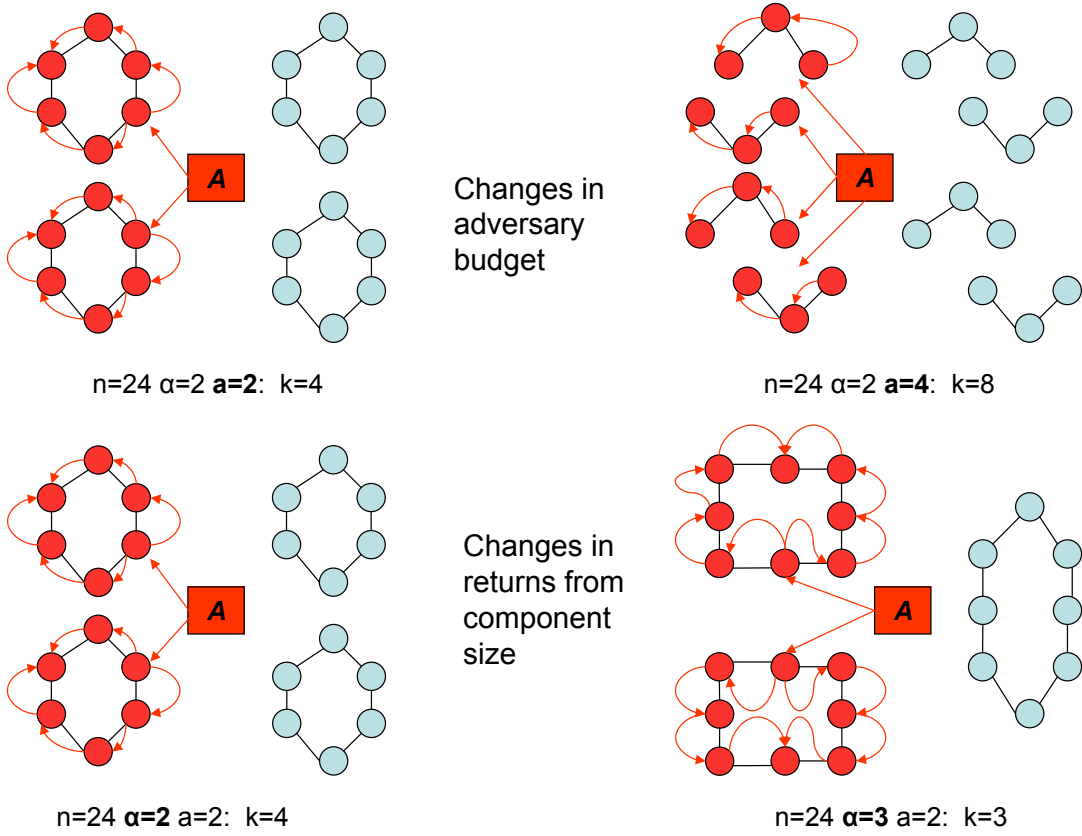 A
Changes in
adversary
budget
A
n=24 α=2 a=2: k=4
n=24 α=2 a=4: k=8
A
Changes in
returns from
component
size
A
n=24 α=2 a=2: k=4
n=24 α=3 a=2: k=3